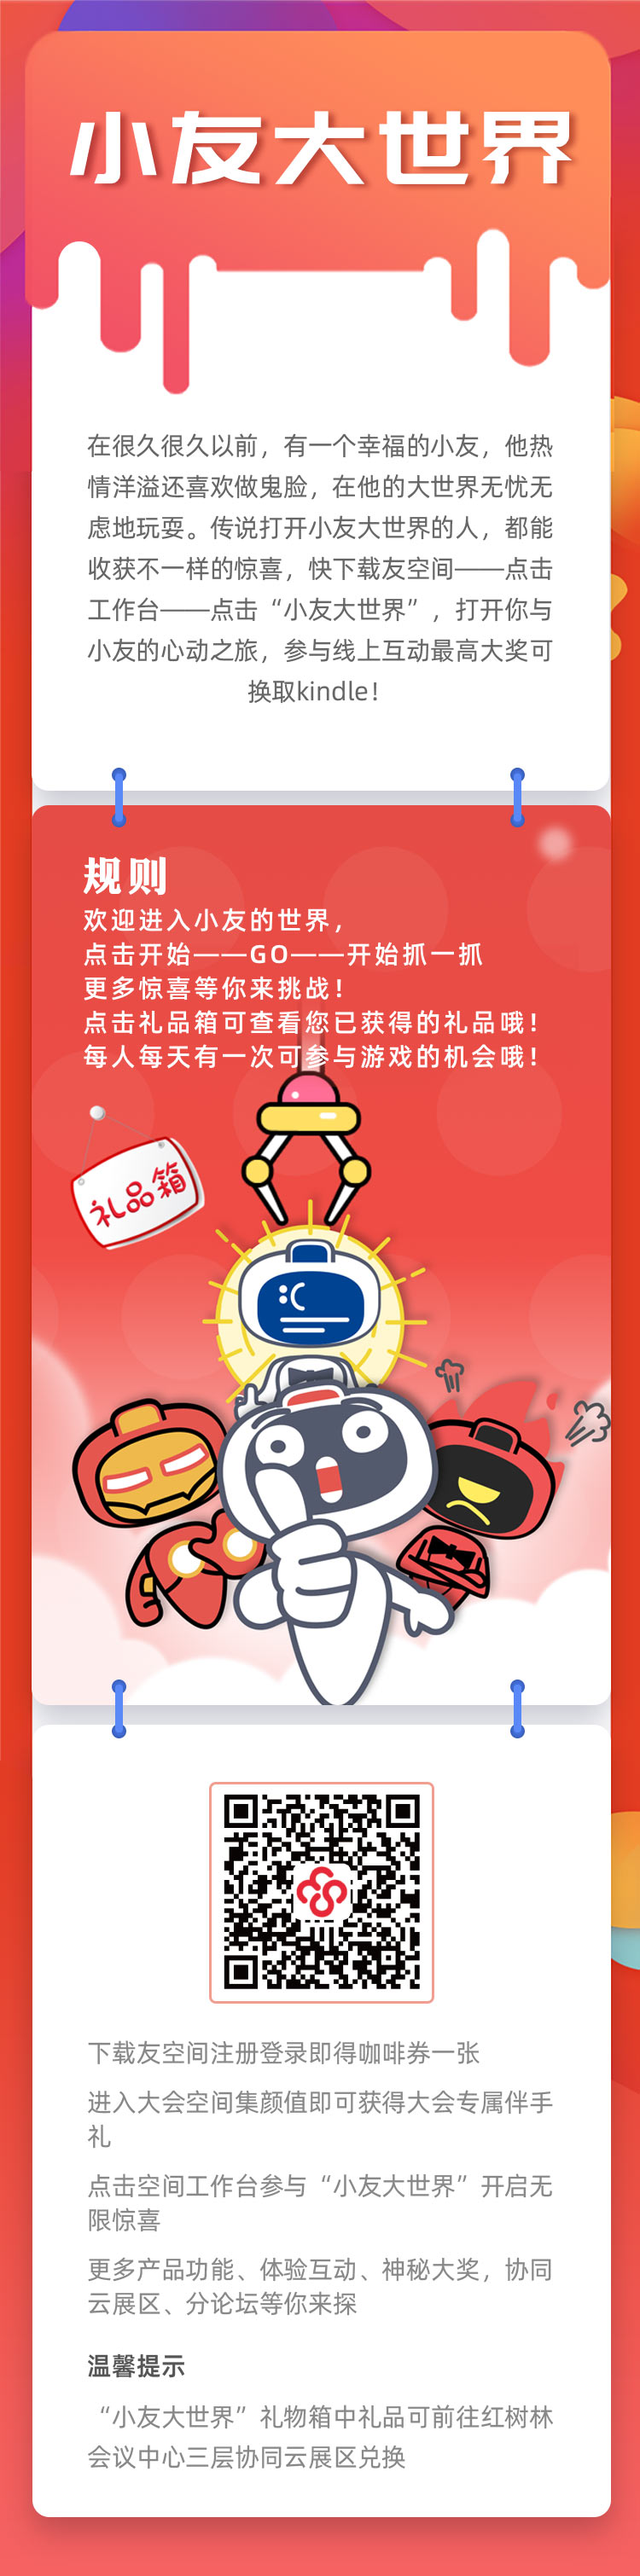 小友大世界
在很久很久以前，有一个幸福的小友，他热
情洋溢还喜欢做鬼脸，在他的大世界无忧无
虑地玩耍。传说打开小友大世界的人，都能
收获不一样的惊喜，快下载友空间——点击
工作台——点击“小友大世界”，打开你与
小友的心动之旅，参与线上互动最高大奖可
换取kindle！
规则
欢迎进入小友的世界，
点击开始——GO——开始抓一抓
更多惊喜等你来挑战！
点击礼品箱可查看您已获得的礼品哦！
每人每天有一次可参与游戏的机会哦！
礼品箱
下载友空间注册登录即得咖啡券一张
进入大会空间集颜值即可获得大会专属伴手
礼
点击空间工作台参与“小友大世界”开启无
限惊喜
更多产品功能、体验互动、神秘大奖，协同
云展区、分论坛等你来探
温馨提示
“小友大世界”礼物箱中礼品可前往红树林
会议中心三层协同云展区兑换